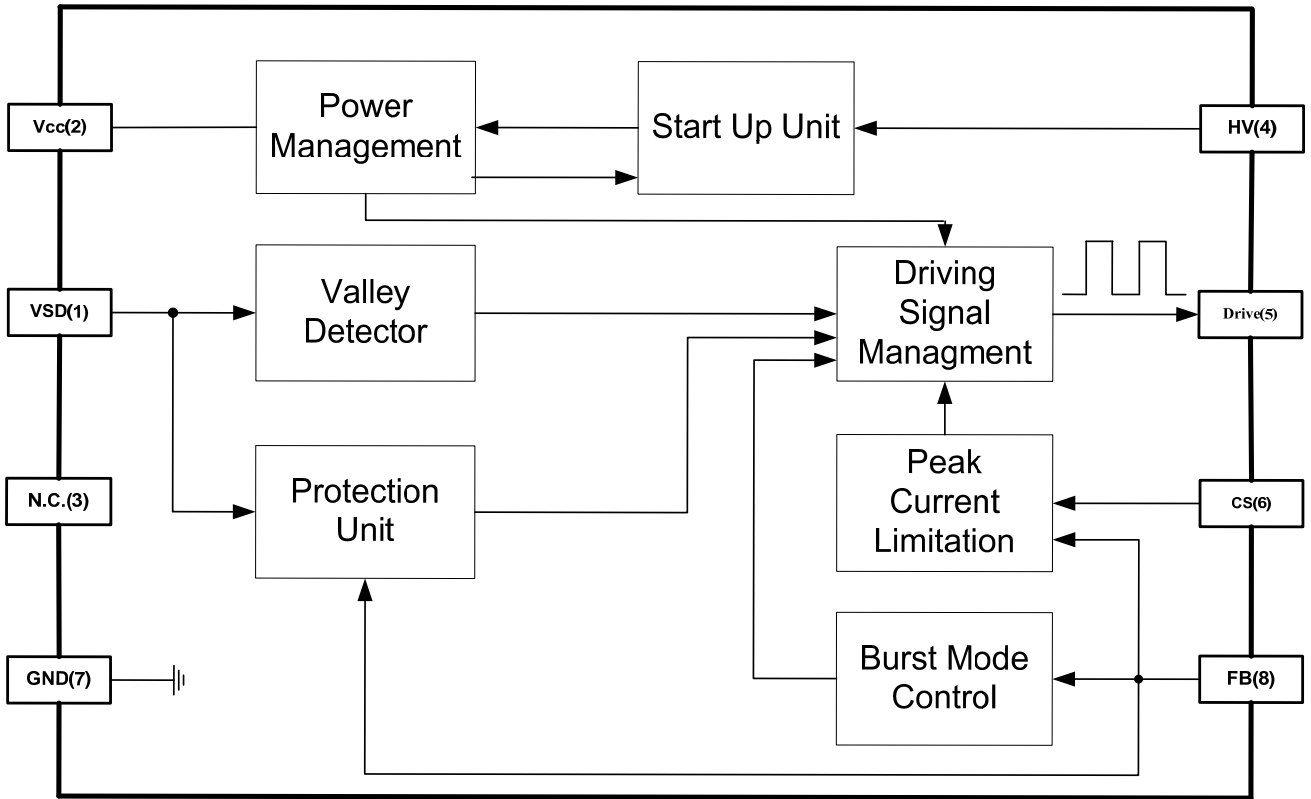 Power
Management
Start Up Unit
Vcc(2)
HV(4)
Valley
Detector
Driving
Signal
Managment
VSD(1)
Drive(5)
Protection
Unit
Peak
Current
Limitation
N.C.(3)
CS(6)
Burst Mode
Control
GND(7)
FB(8)